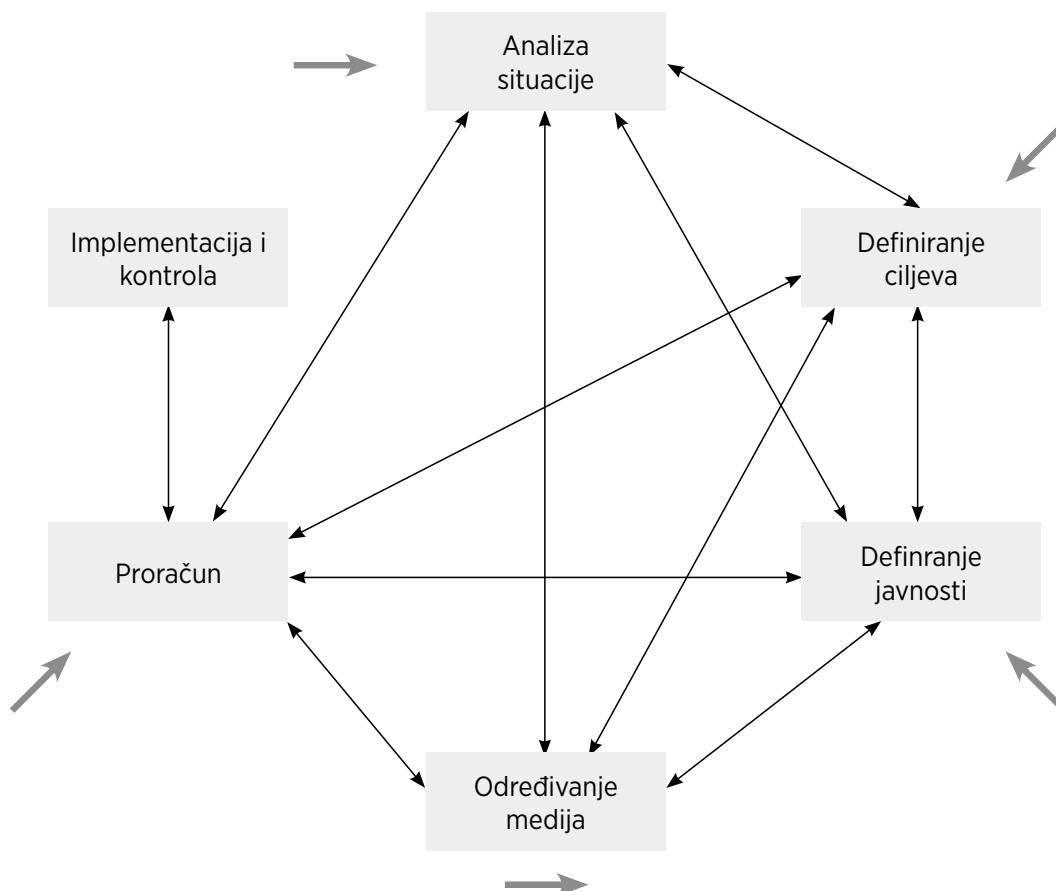 Analiza
situacije
Implementacija i
kontrola
Definiranje
ciljeva
Proračun
Definranje
javnosti
Određivanje
medija